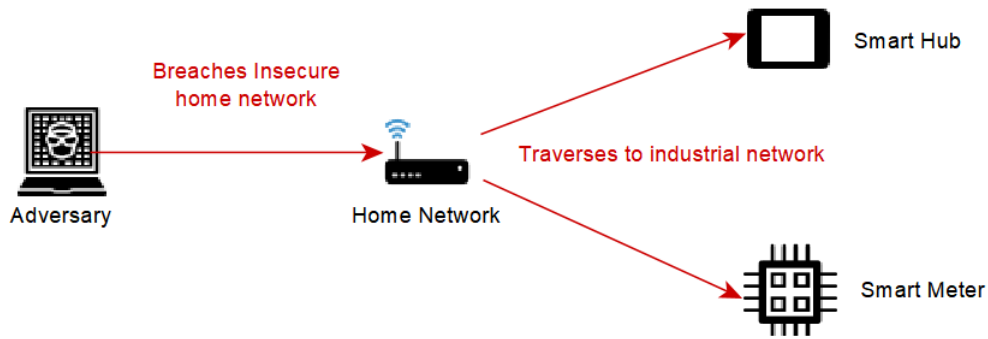 Smart Hub
Breaches Insecure
home network
Traverses to industrial network
Adversary
Home Network
Smart Meter